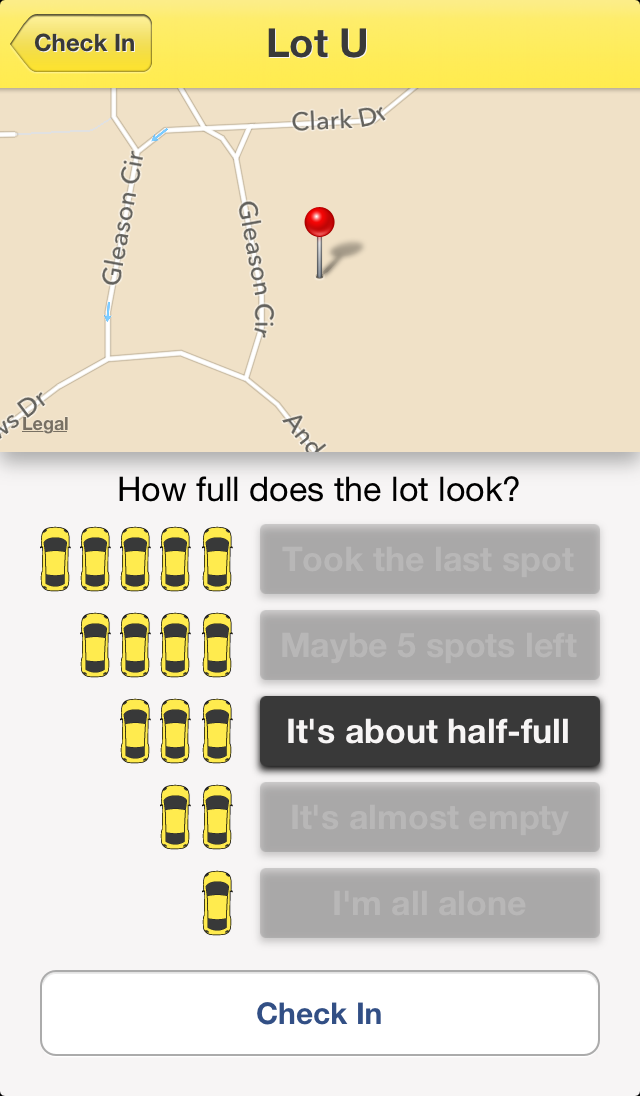 Check In
Lot U
Clark Dr
Gleason Cir
Gleason Cir
ws Dr
Legal
And
How full does the lot look?
Took the last spot
Maybe 5 spots left
It's about half-full
It's almost empty
I'm all alone
Check In